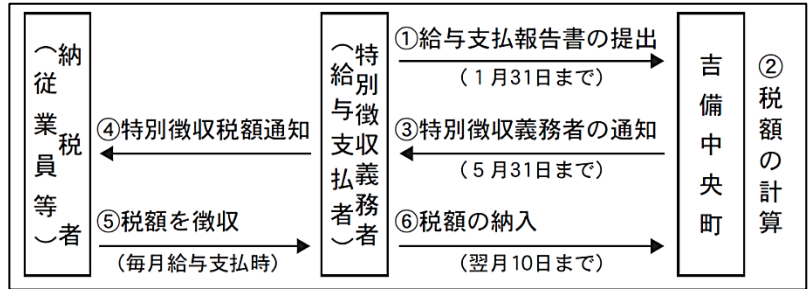 納税者
（従業員等）
④特別徴収税額通知
⑤税額を徴収
（毎月給与支払時）
特別徴収義務者
（給与支払者）
①給与支払報告書の提出
（1月31日まで）
③特別徴収義務者の通知
（5月31日まで）
⑥税額の納入
（翌月10日まで）
吉備中央町
②税額の計算